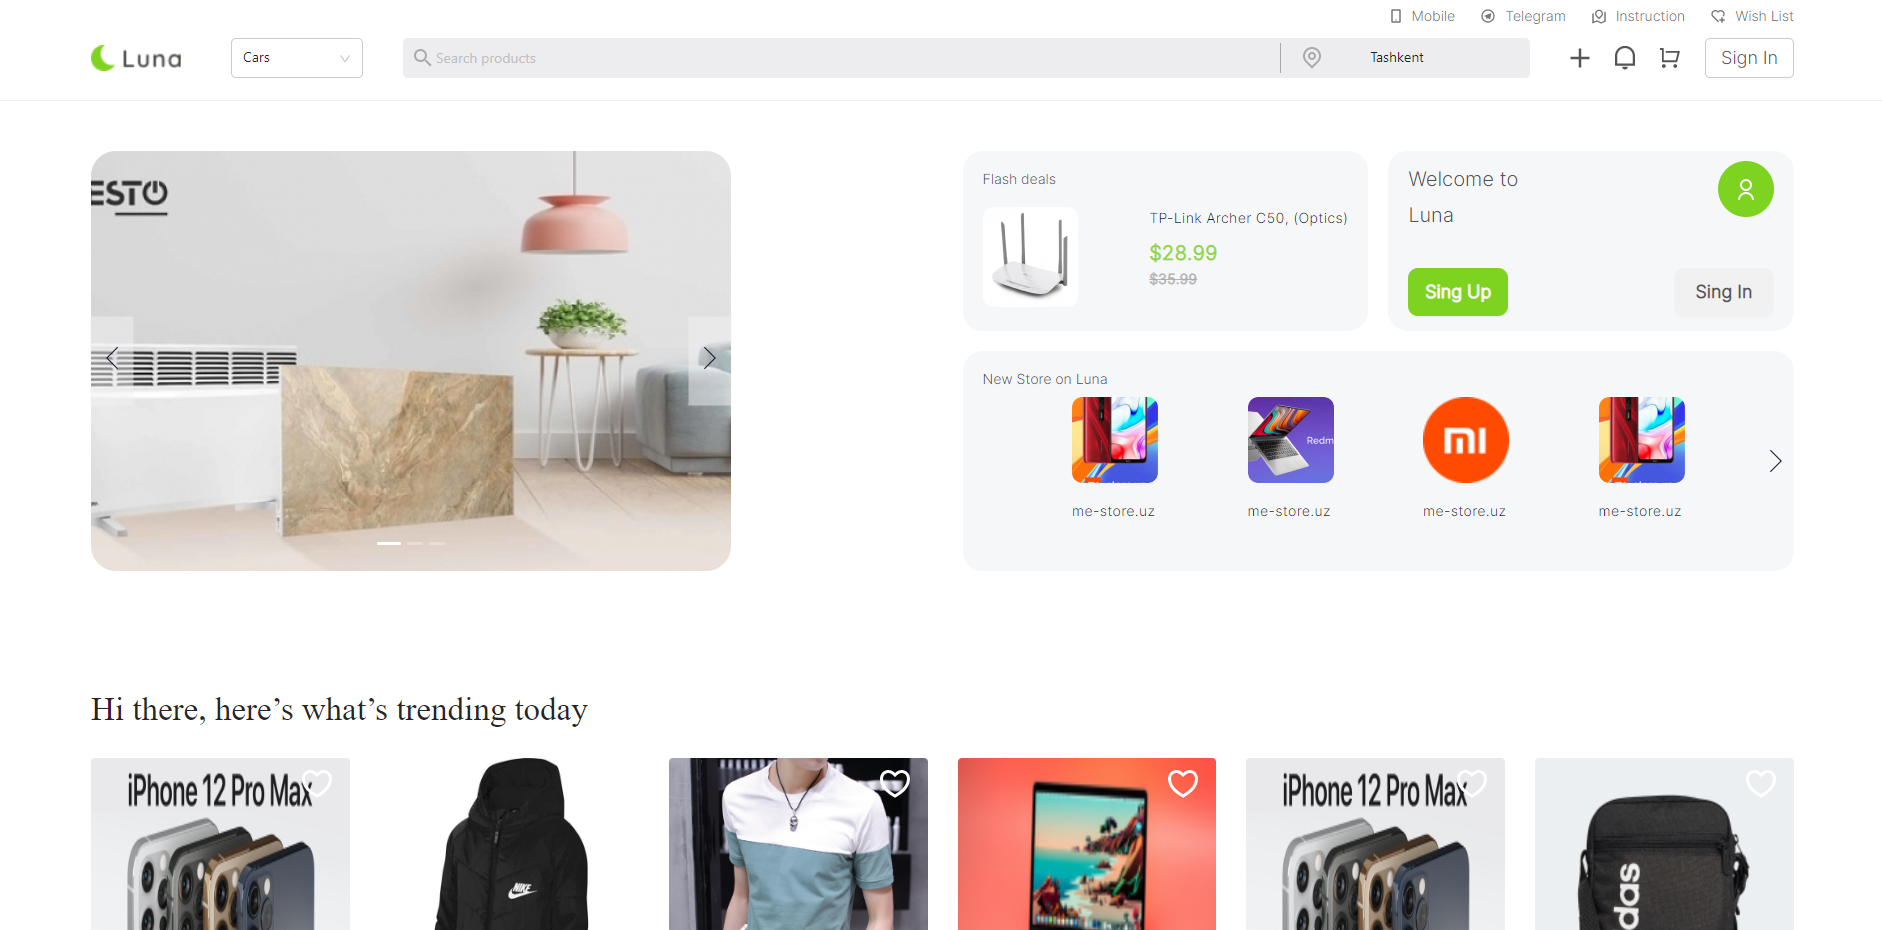 Mobile
Telegram
Instruction
Wish List
Luna
Cars
Search products
Tashkent
Sign In
ESTO
Flash deals
TP-Link Archer C50, (Optics)
$28.99
$35.99
Welcome to
Luna
Sing Up
Sing In
New Store on Luna
Redm
mi
me-store.uz
me-store.uz
me-store.uz
me-store.uz
Hi there, here’s what’s trending today
iPhone 12 Pro Max
NIKE
iPhone 12 Pro Max
das